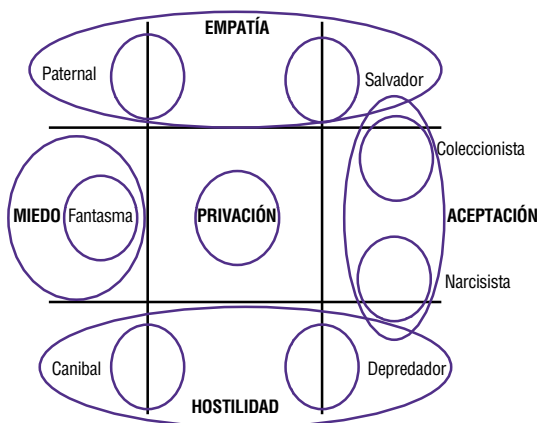 EMPATÍA
Paternal
Salvador
Coleccionista
MIEDO
Fantasma
PRIVACIÓN
ACEPTACIÓN
Narcisista
Canibal
Depredador
HOSTILIDAD